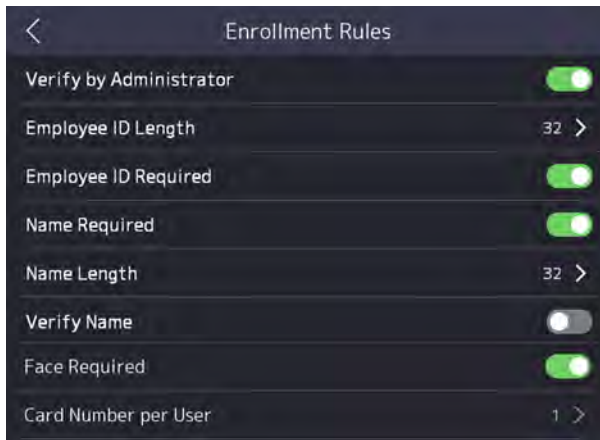 Enrollment Rules
Verify by Administrator
Employee ID Length 32
Employee ID Required
Name Required
Name Length 32
Verify Name
Face Required
Card Number per User 1